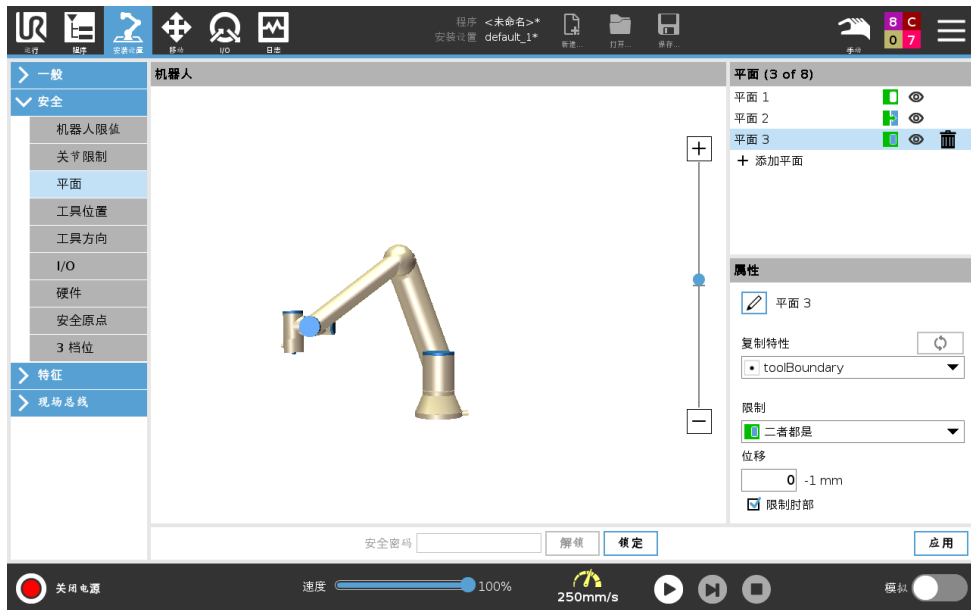 UR
运行
程序
安装设置
移动
I/O
日志
程序 <未命名>*
安装设置 default_1*
新建...
打开...
保存...
手动
8 C
0 7
一般
安全
机器人限值
关节限制
平面
工具位置
工具方向
I/O
硬件
安全原点
3 档位
特征
现场总线
机器人
平面 (3 of 8)
平面 1
平面 2
平面 3
添加平面
属性
平面 3
复制特性
toolBoundary
限制
二者都是
位移
0 -1 mm
限制肘部
安全密码
解锁
锁定
应用
关闭电源
速度
100%
250mm/s
模拟